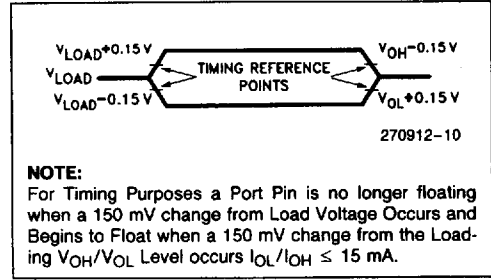 VLOAD+0.15 V
VOH-0.15 V
VLOAD
TIMING REFERENCE
POINTS
VLOAD-0.15 V
VOL+0.15 V
270912-10
NOTE:
For Timing Purposes a Port Pin is no longer floating
when a 150 mV change from Load Voltage Occurs and
Begins to Float when a 150 mV change from the Load-
ing VOH/VOL Level occurs IOL/IOH ≤ 15 mA.